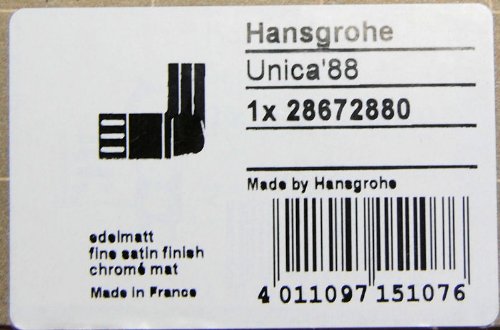 Hansgrohe
Unica'88
1x 28672880
Made by Hansgrohe
edelmatt
fine satin finish
chromé mat
Made in France
4 011097 151076